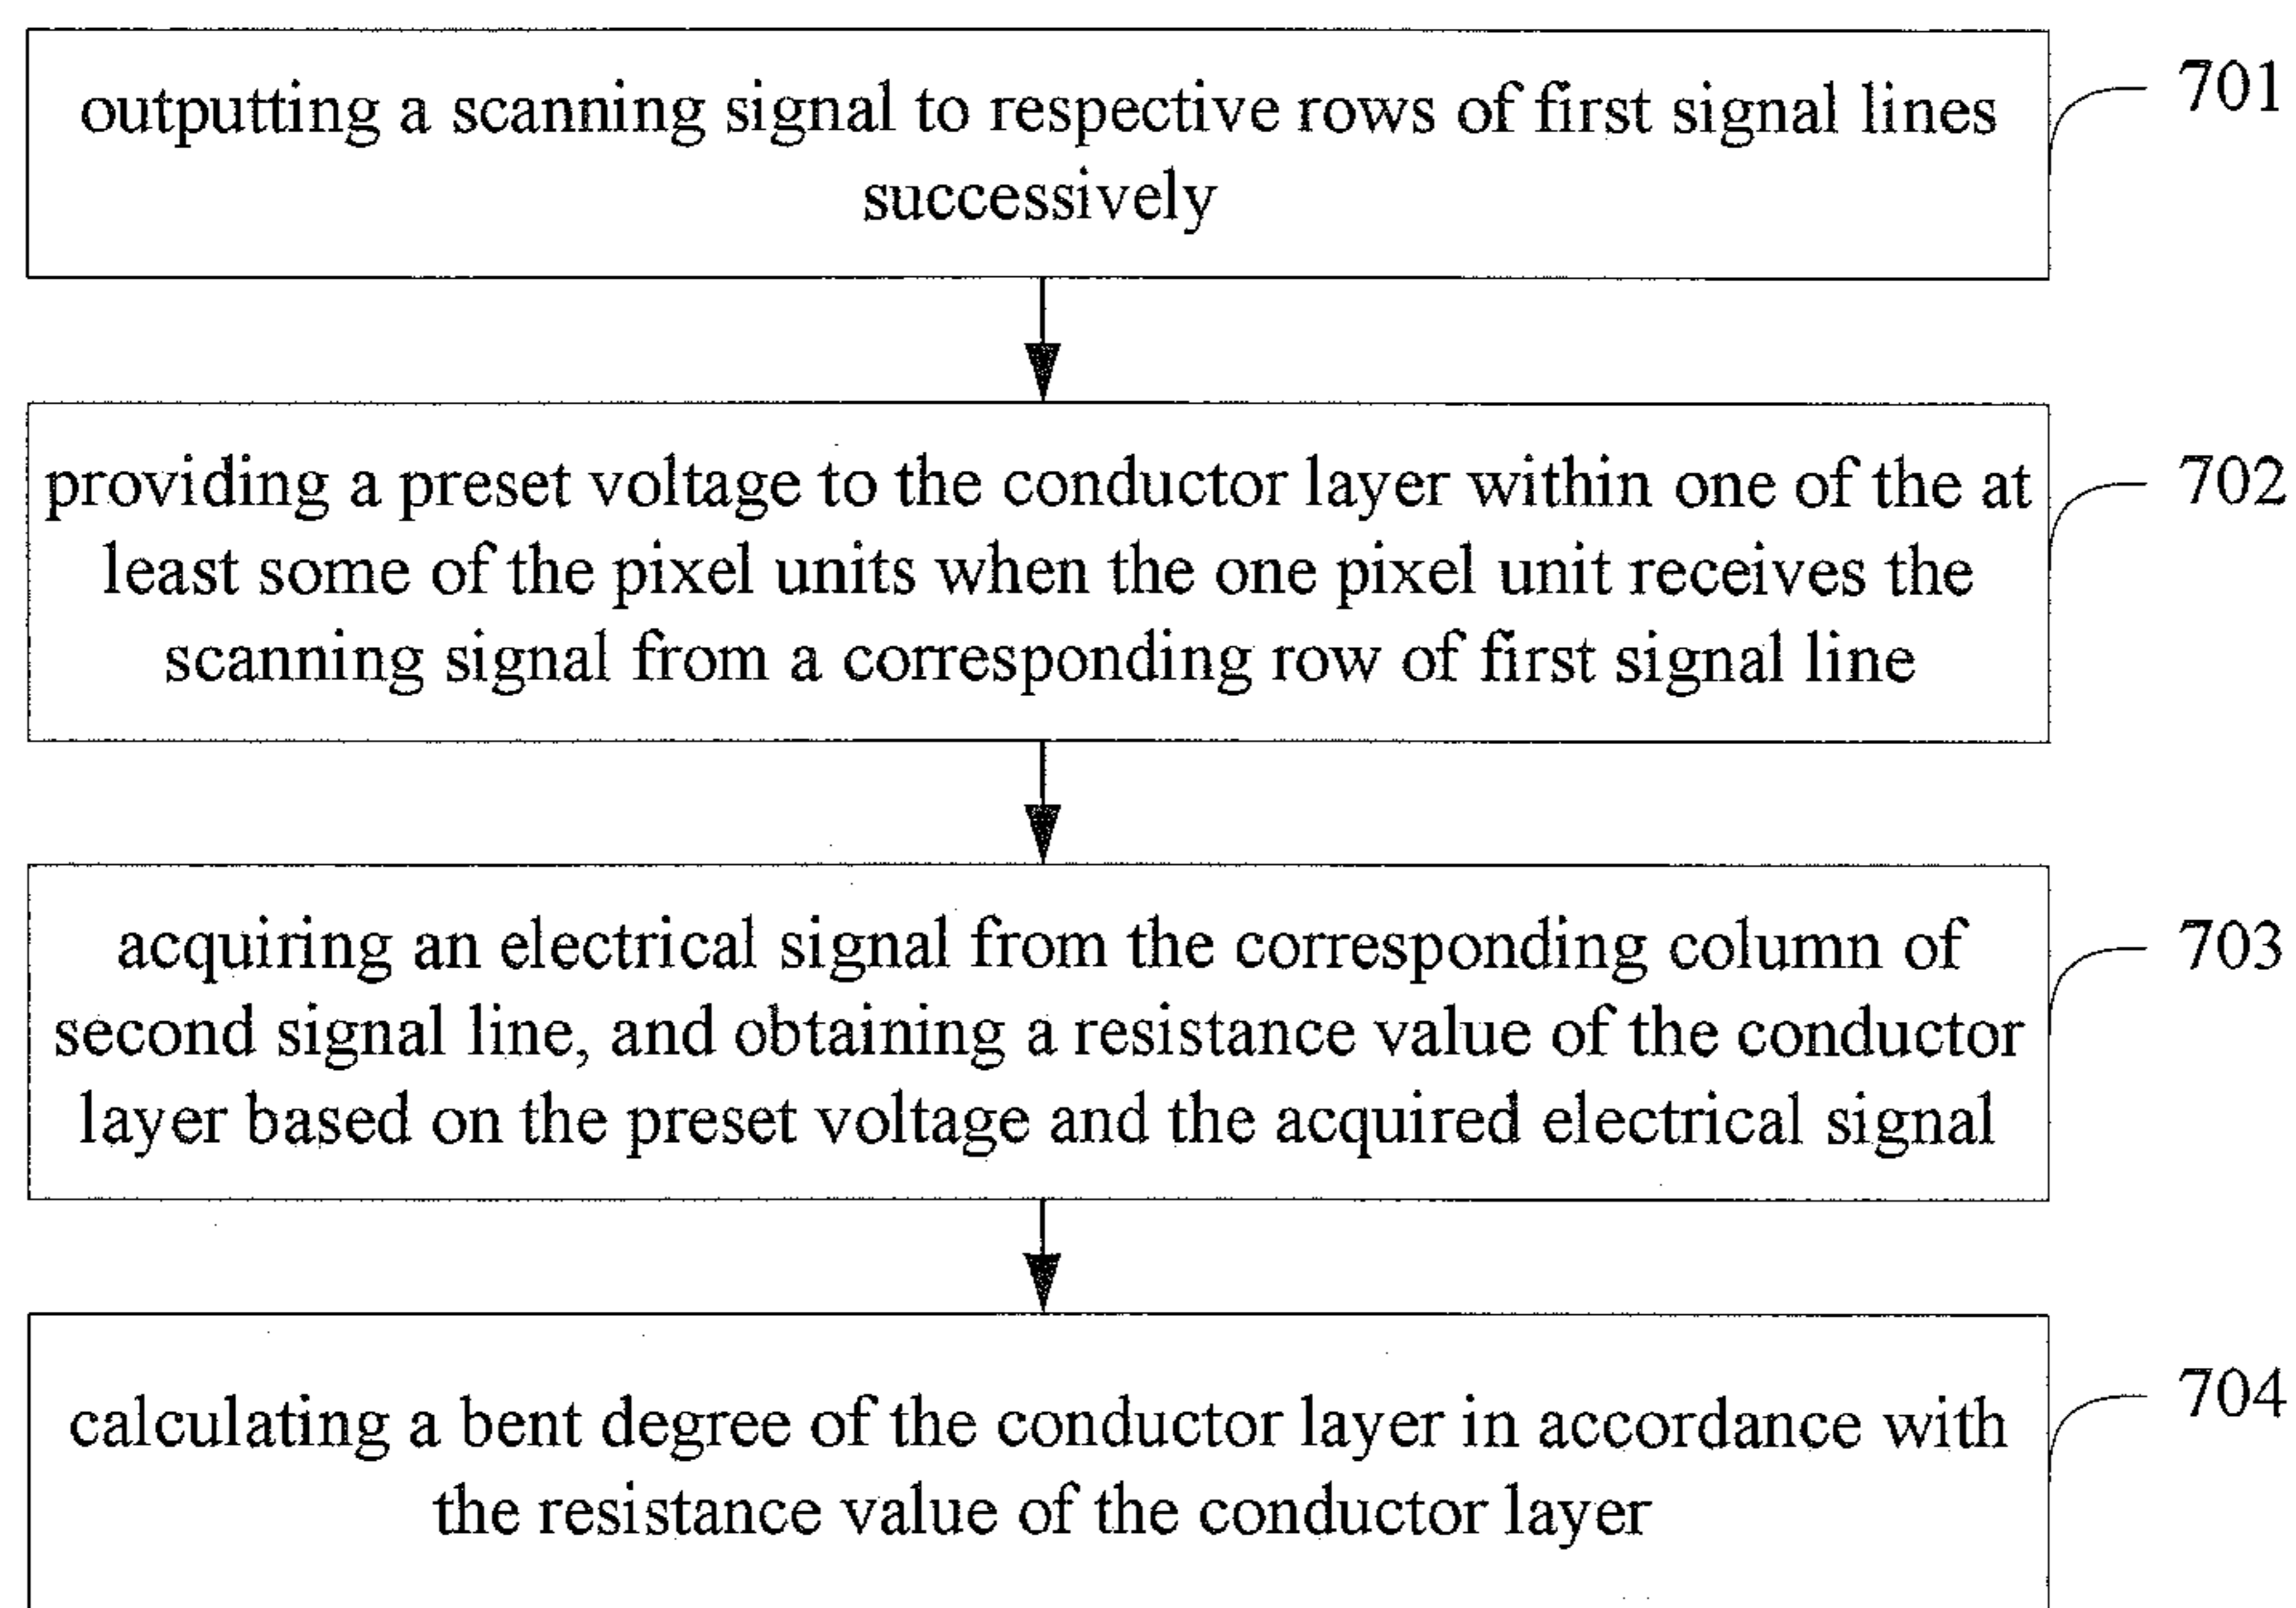 outputting a scanning signal to respective rows of first signal lines
successively
701
providing a preset voltage to the conductor layer within one of the at
least some of the pixel units when the one pixel unit receives the
scanning signal from a corresponding row of first signal line
702
acquiring an electrical signal from the corresponding column of
second signal line, and obtaining a resistance value of the conductor
layer based on the preset voltage and the acquired electrical signal
703
calculating a bent degree of the conductor layer in accordance with
the resistance value of the conductor layer
704